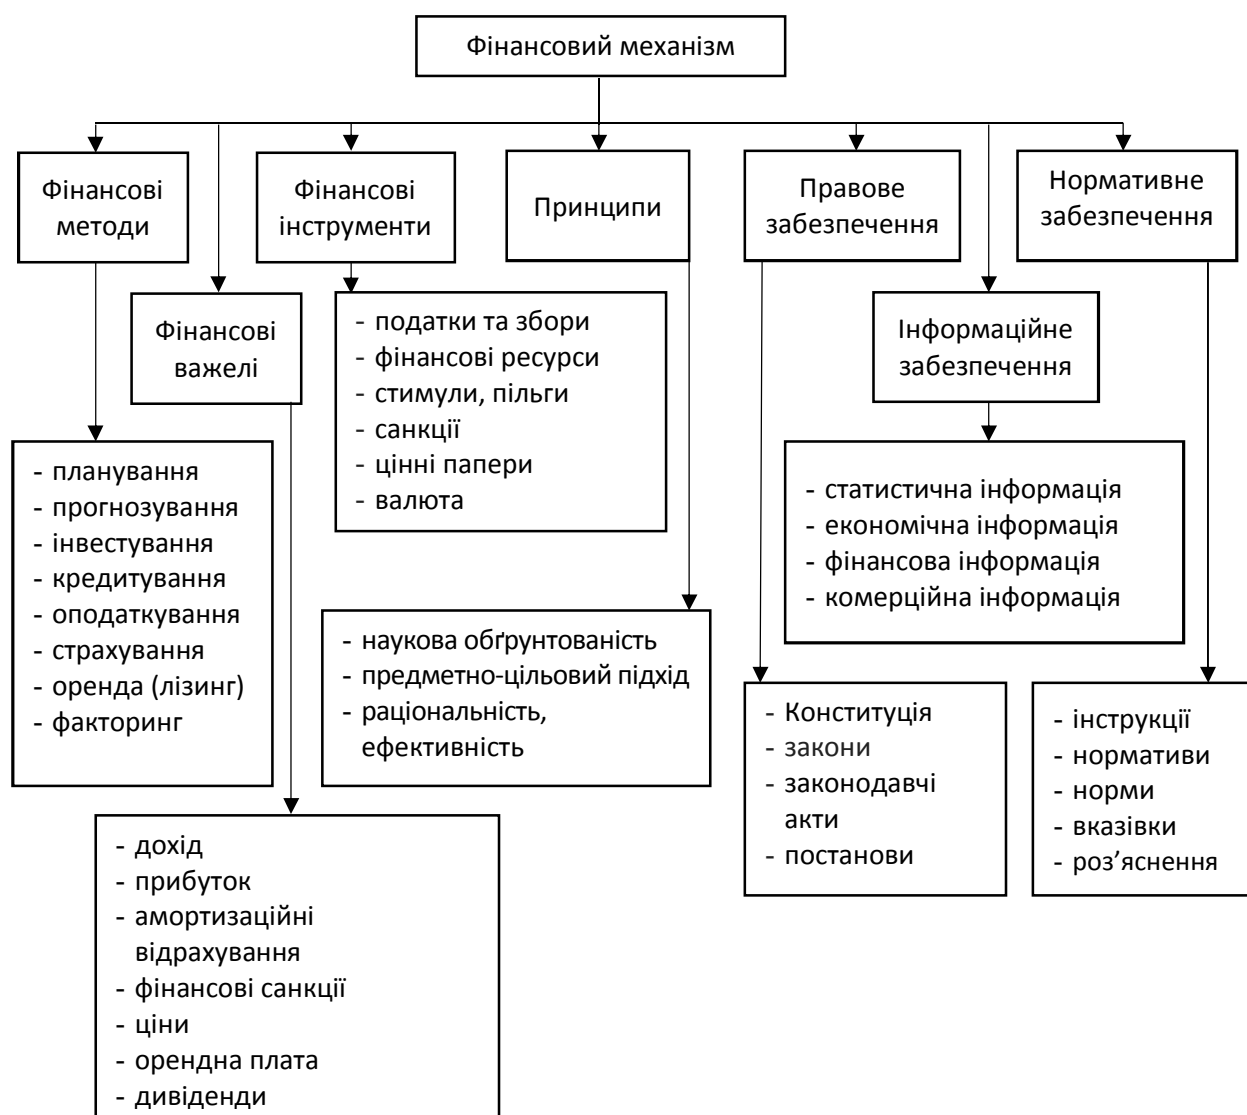 Фінансовий механізм
Фінансові
методи
Фінансові
інструменти
Принципи
Правове
забезпечення
Нормативне
забезпечення
Фінансові
важелі
Інформаційне
забезпечення
- податки та збори
- фінансові ресурси
- стимули, пільги
- санкції
- цінні папери
- валюта
- планування
- прогнозування
- інвестування
- кредитування
- оподаткування
- страхування
- оренда (лізинг)
- факторинг
- статистична інформація
- економічна інформація
- фінансова інформація
- комерційна інформація
- наукова обґрунтованість
- предметно-цільовий підхід
- раціональність,
ефективність
- Конституція
- закони
- законодавчі
акти
- постанови
- інструкції
- нормативи
- норми
- вказівки
- роз’яснення
- дохід
- прибуток
- амортизаційні
відрахування
- фінансові санкції
- ціни
- орендна плата
- дивіденди